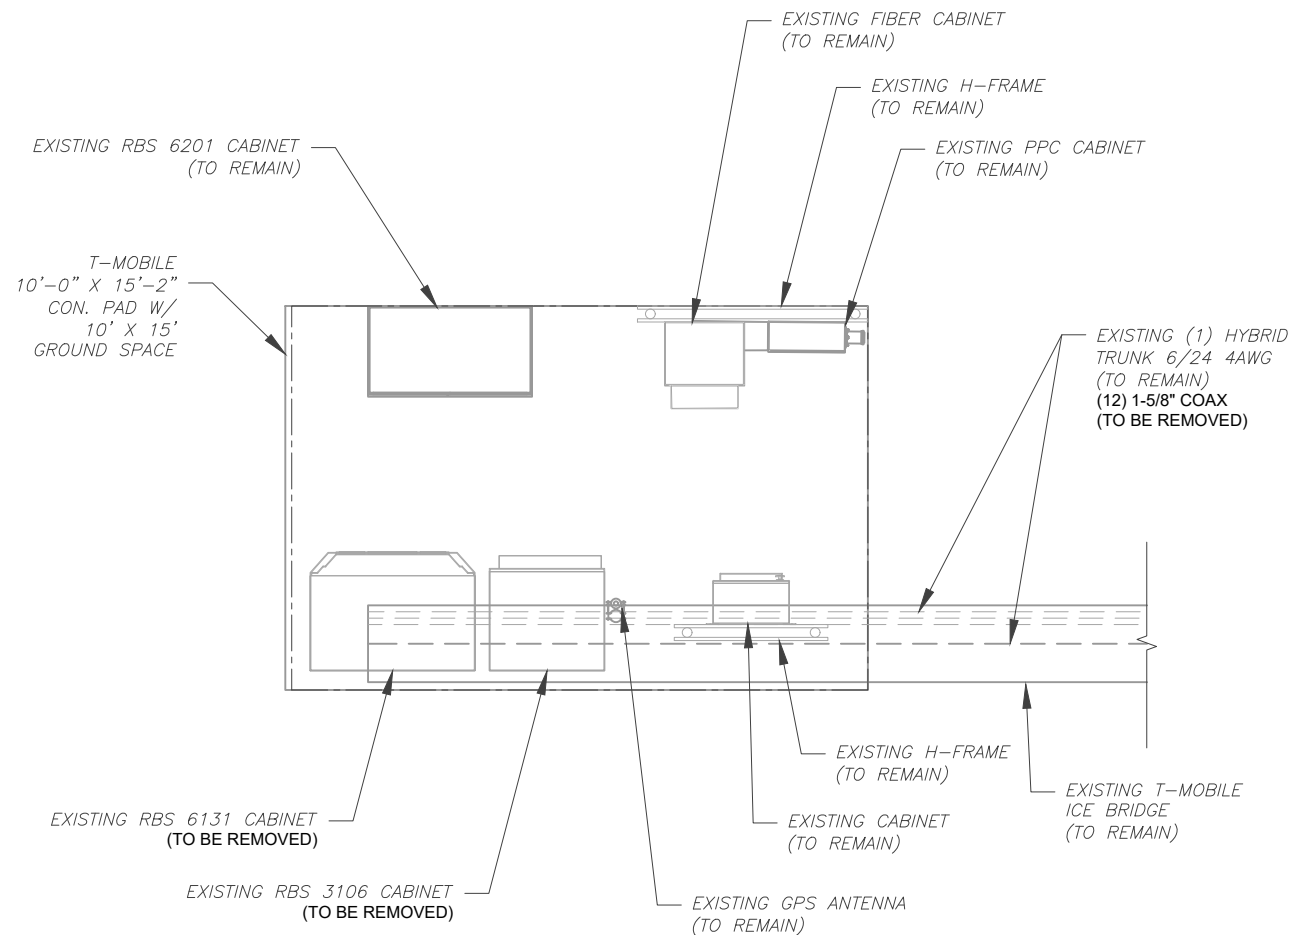 EXISTING FIBER CABINET
(TO REMAIN)
EXISTING H-FRAME
(TO REMAIN)
EXISTING PPC CABINET
(TO REMAIN)
EXISTING RBS 6201 CABINET
(TO REMAIN)
T-MOBILE
10'-0" X 15'-2"
CON. PAD W/
10' X 15'
GROUND SPACE
EXISTING (1) HYBRID
TRUNK 6/24 4AWG
(TO REMAIN)
(12) 1-5/8" COAX
(TO BE REMOVED)
EXISTING H-FRAME
(TO REMAIN)
EXISTING T-MOBILE
ICE BRIDGE
(TO REMAIN)
EXISTING RBS 6131 CABINET
(TO BE REMOVED)
EXISTING CABINET
(TO REMAIN)
EXISTING RBS 3106 CABINET
(TO BE REMOVED)
EXISTING GPS ANTENNA
(TO REMAIN)